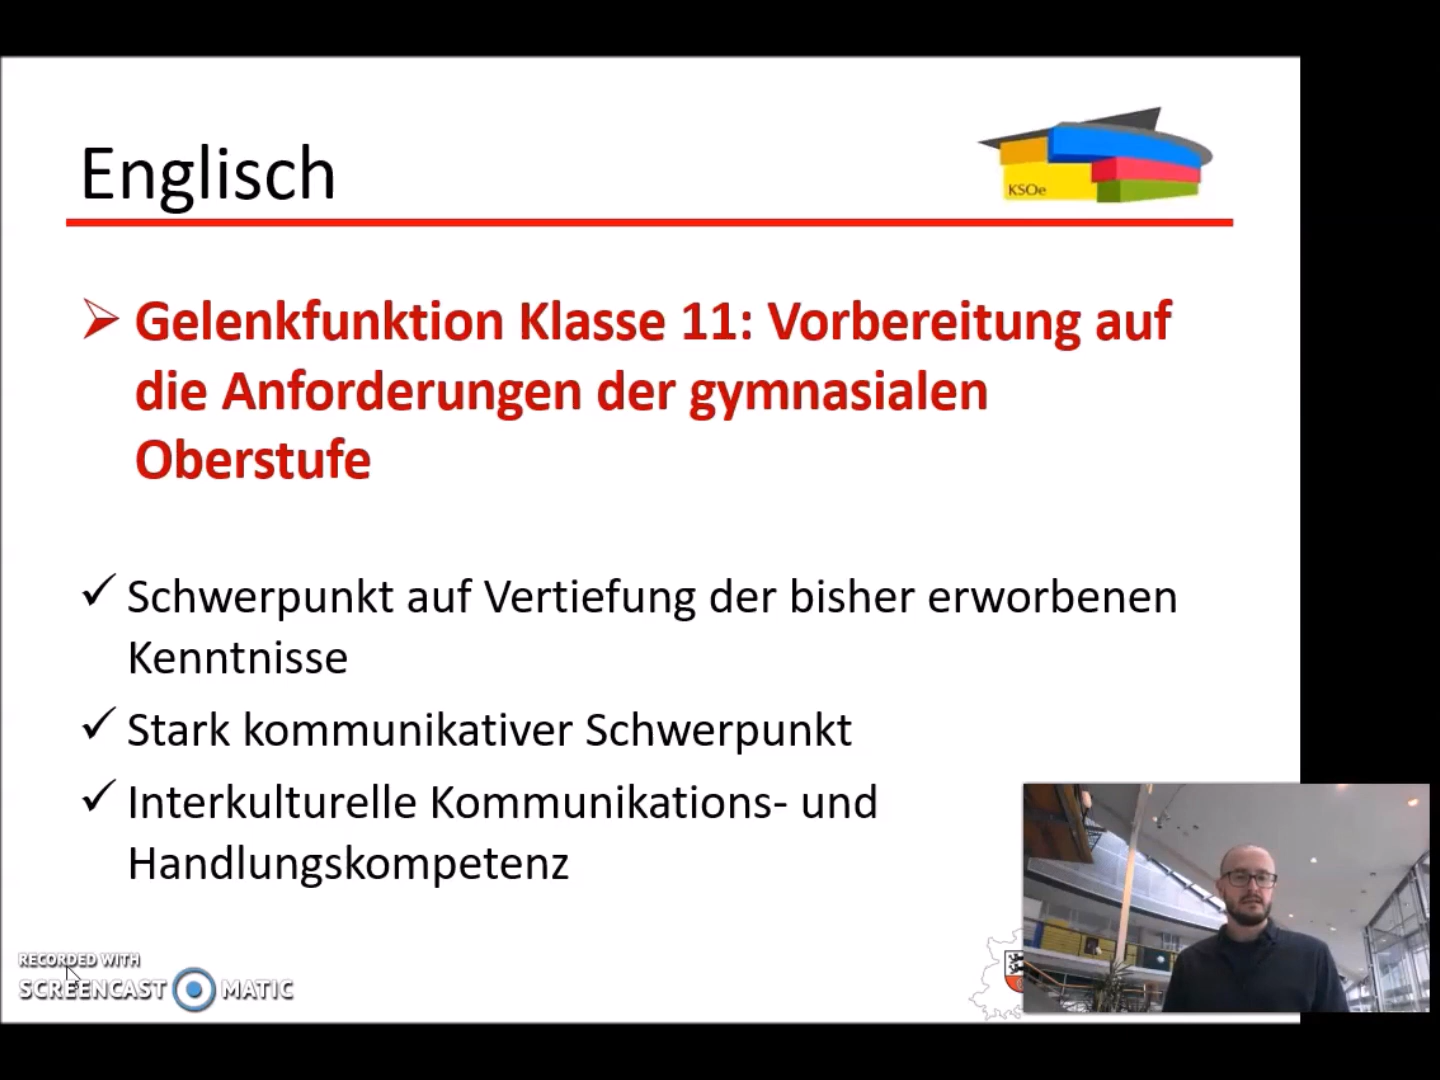 Englisch
KSOe
Gelenkfunktion Klasse 11: Vorbereitung auf
die Anforderungen der gymnasialen
Oberstufe
Schwerpunkt auf Vertiefung der bisher erworbenen
Kenntnisse
Stark kommunikativer Schwerpunkt
Interkulturelle Kommunikations- und
Handlungskompetenz
RECORDED WITH
SCREENCAST MATIC